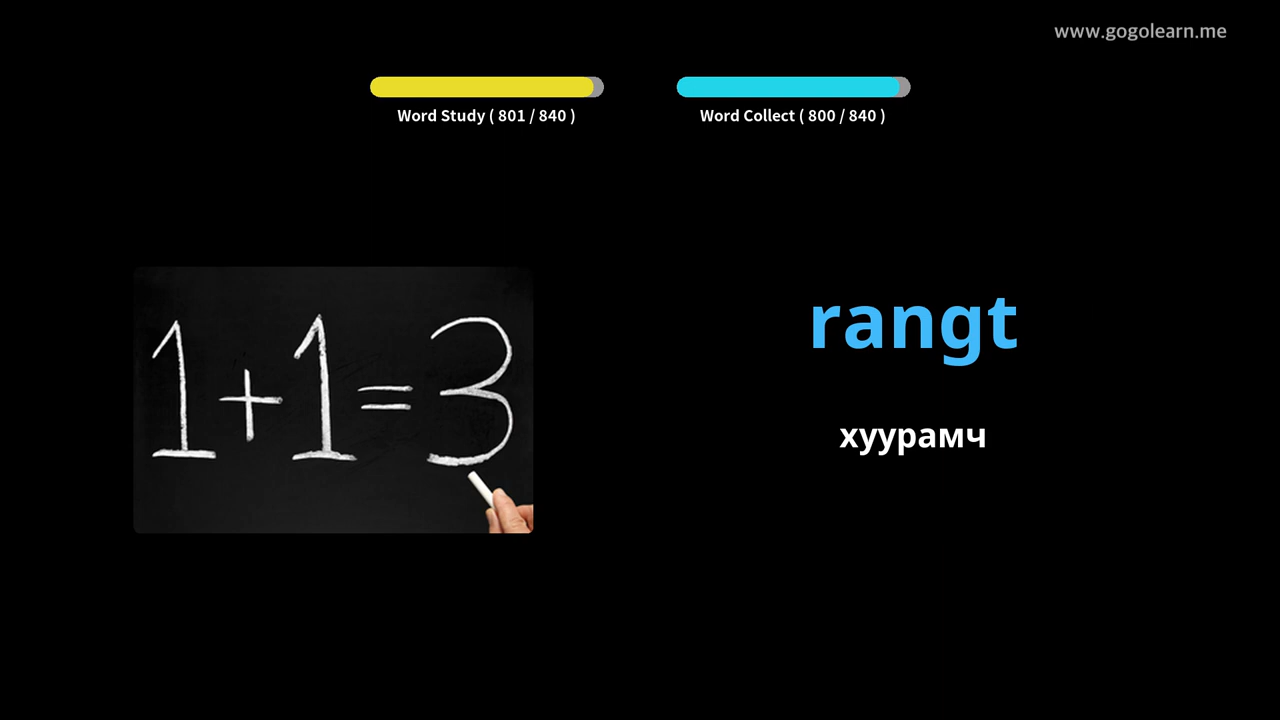 www.gogolearn.me
Word Study ( 801 / 840 )
Word Collect ( 800 / 840 )
1+1=3
rangt
хуурамч